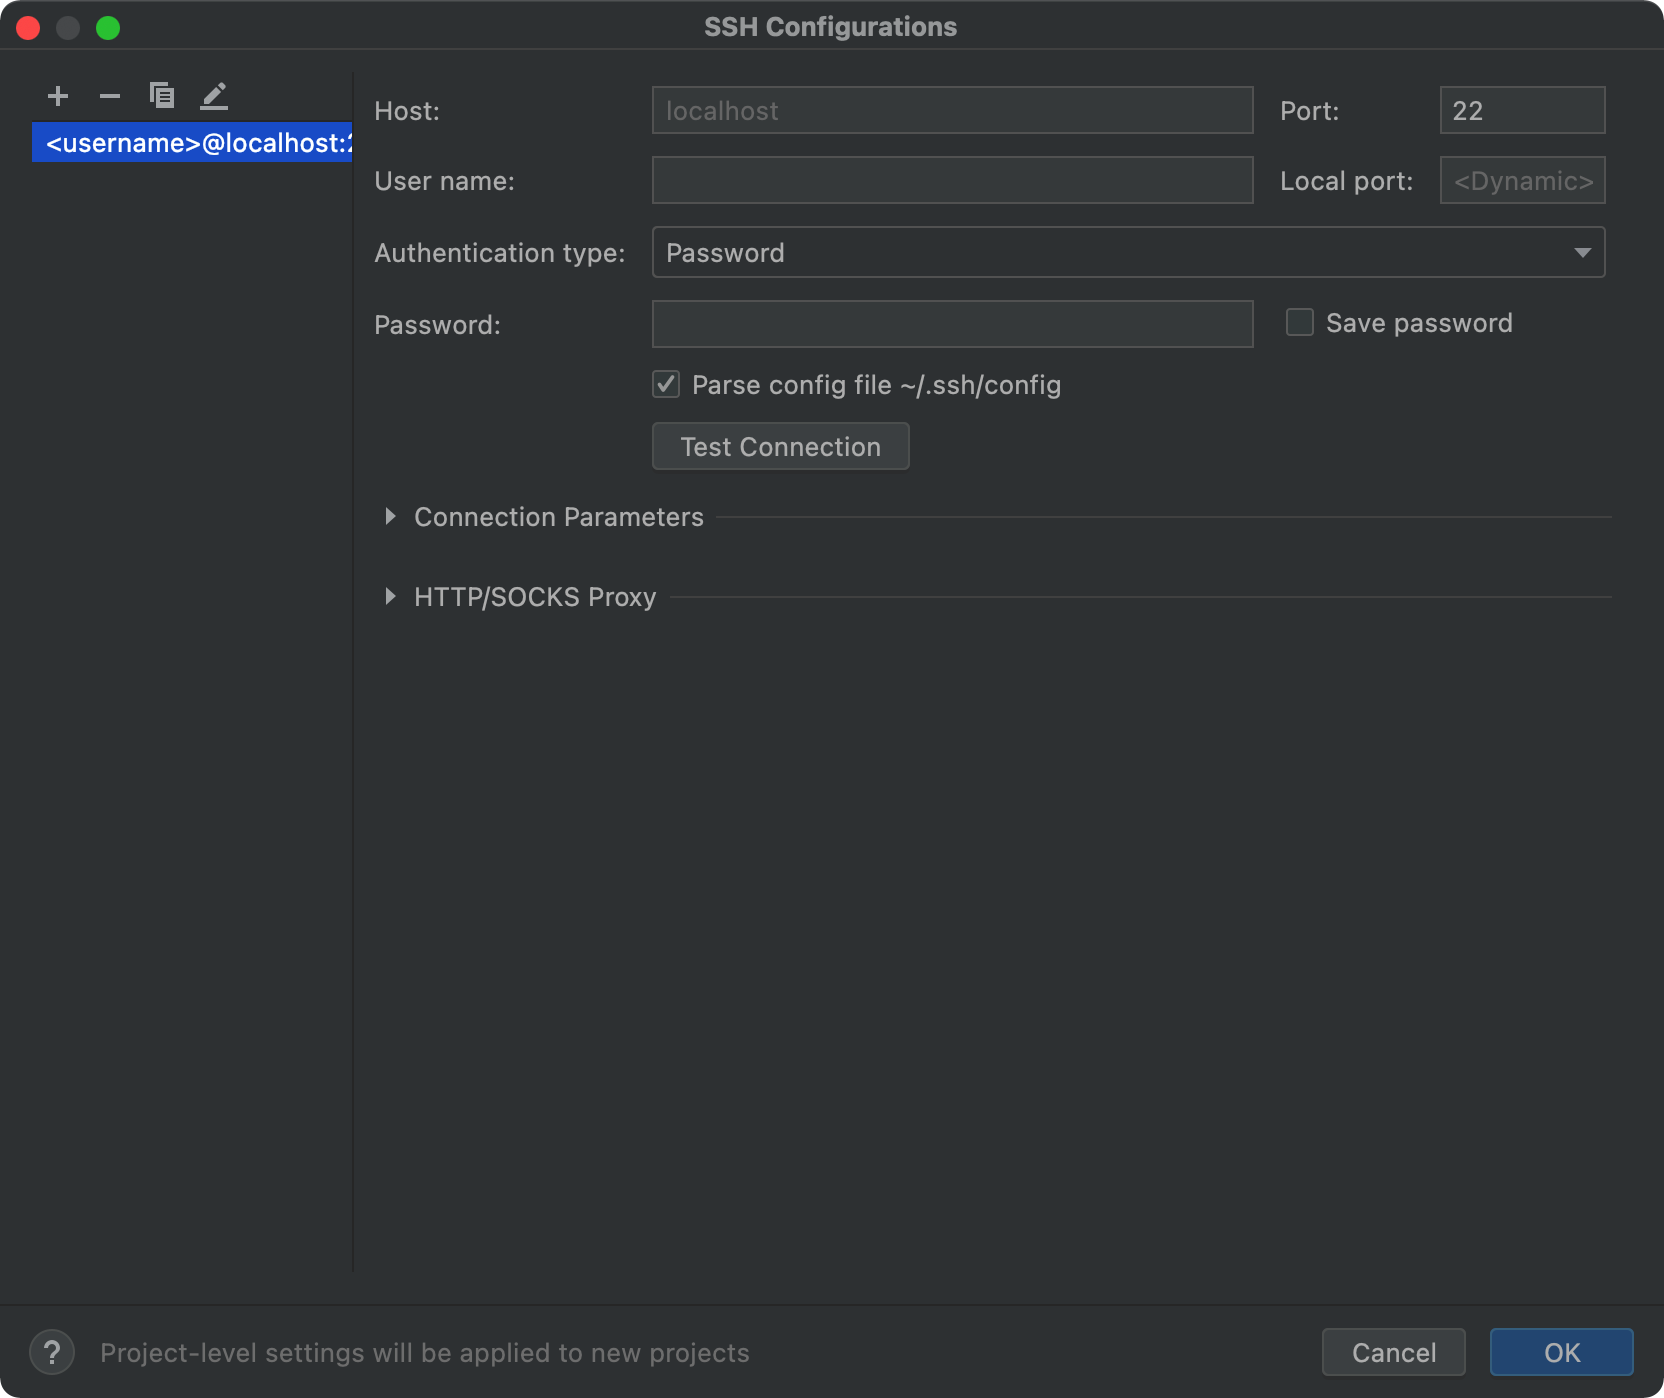 SSH Configurations
<username>@localhost:2
Host: localhost Port: 22
User name: Local port: <Dynamic>
Authentication type: Password
Password: Save password
Parse config file ~/.ssh/config
Test Connection
Connection Parameters
HTTP/SOCKS Proxy
? Project-level settings will be applied to new projects Cancel OK